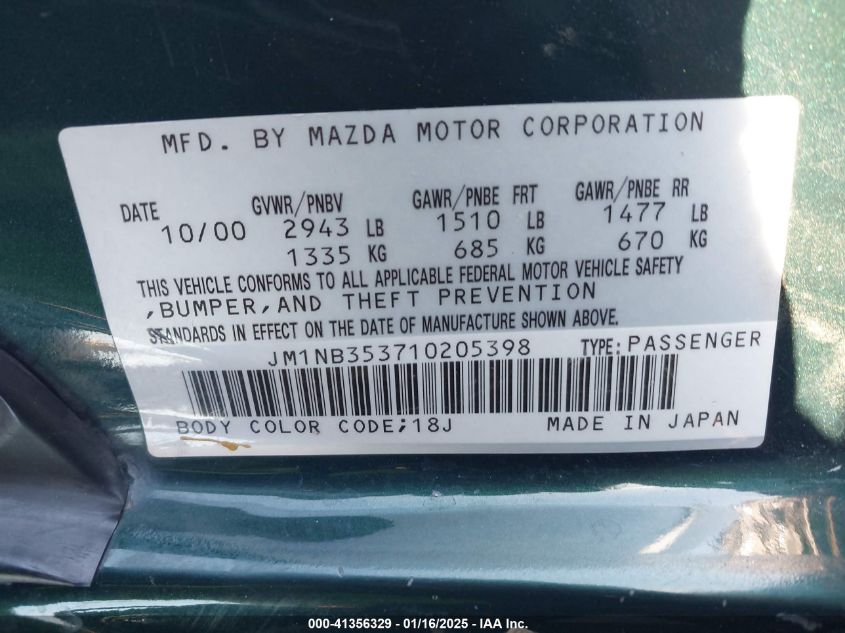 MFD. BY MAZDA MOTOR CORPORATION
DATE GVWR/PNBV GAWR/PNBE FRT GAWR/PNBE RR
10/00 2943 LB 1510 LB 1477 LB
1335 KG 685 KG 670 KG
THIS VEHICLE CONFORMS TO ALL APPLICABLE FEDERAL MOTOR VEHICLE SAFETY
,BUMPER,AND THEFT PREVENTION
STANDARDS IN EFFECT ON THE DATE OF MANUFACTURE SHOWN ABOVE.
JM1NB353710205398 TYPE:PASSENGER
BODY COLOR CODE;18J MADE IN JAPAN
000-41356329 - 01/16/2025 - IAA Inc.